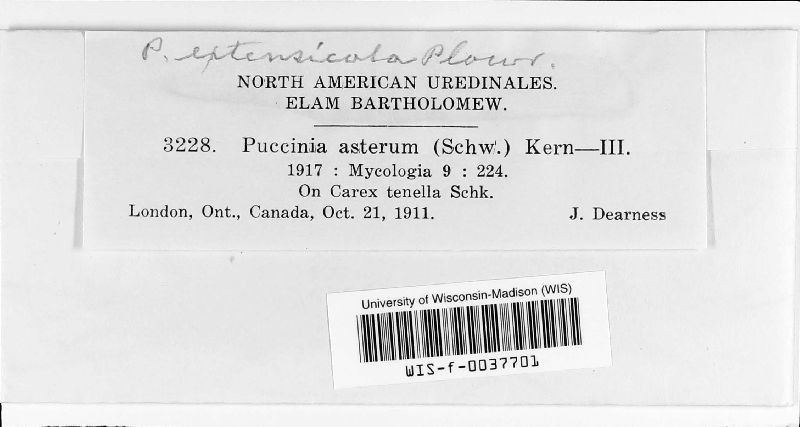 P. extensicola Plowr.
NORTH AMERICAN UREDINALES.
ELAM BARTHOLOMEW.
3228. Puccinia asterum (Schw.) Kern—III.
1917 : Mycologia 9 : 224.
On Carex tenella Schk.
London, Ont., Canada, Oct. 21, 1911. J. Dearness
University of Wisconsin-Madison (WIS)
WIS-f-0037701